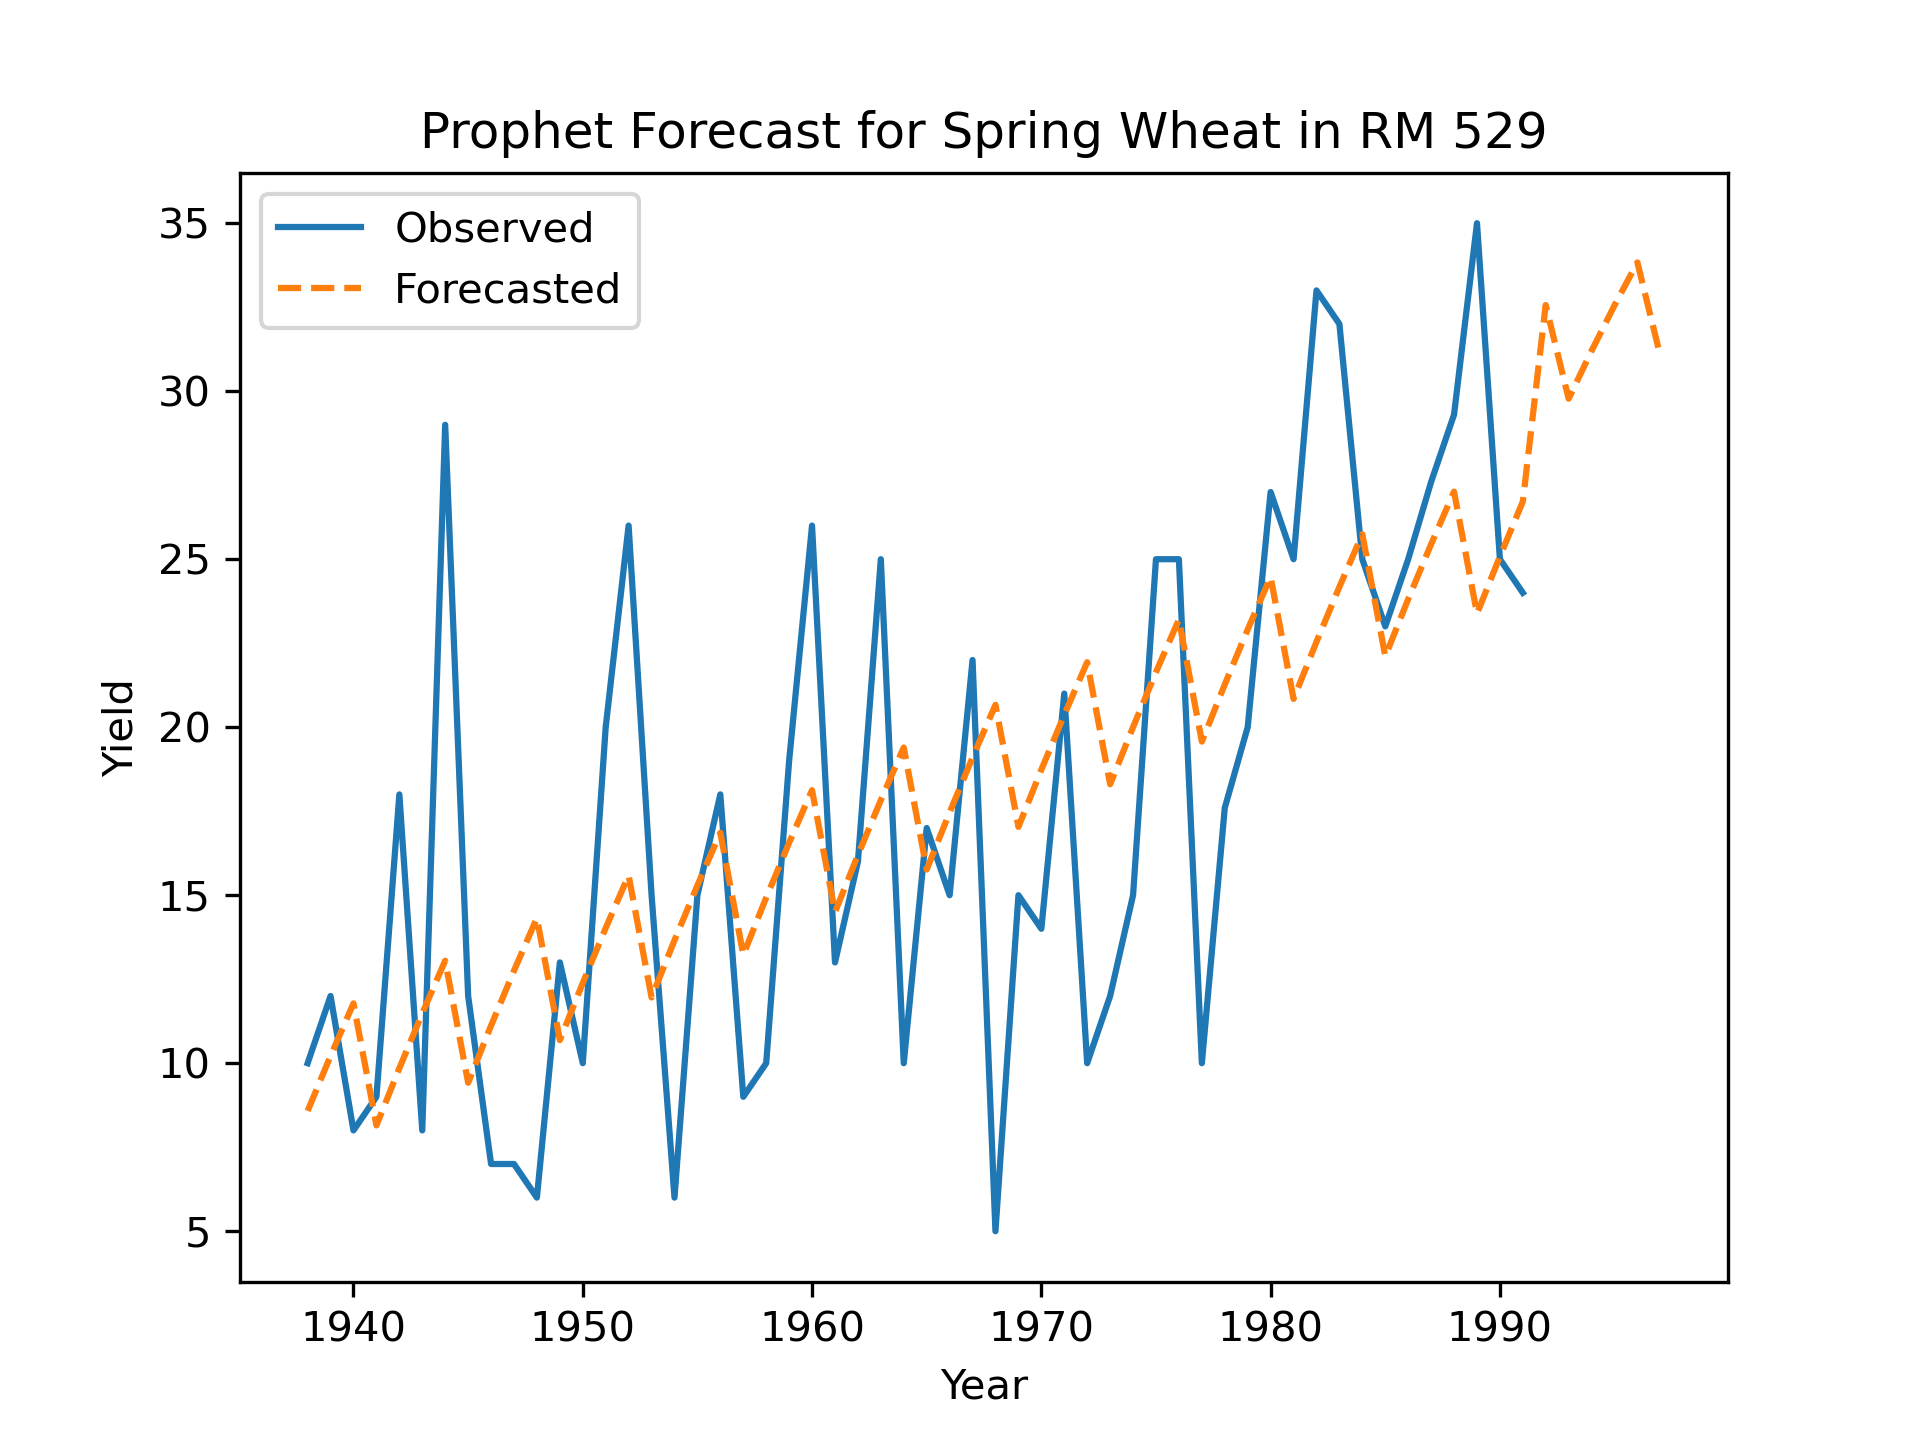 Prophet Forecast for Spring Wheat in RM 529
Observed
Forecasted
35
30
25
20
15
10
5
Yield
1940 1950 1960 1970 1980 1990
Year